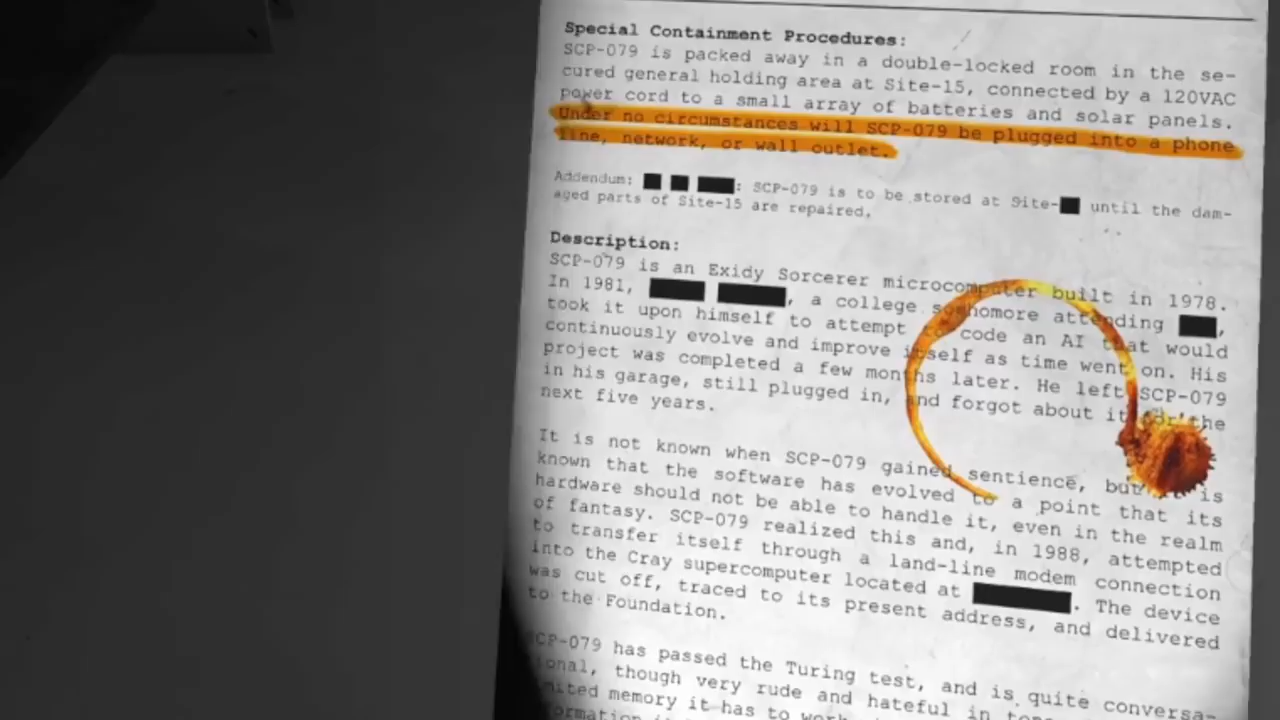 Special Containment Procedures:
SCP-079 is packed away in a double-locked room in the se-
cured general holding area at Site-15, connected by a 120VAC
power cord to a small array of batteries and solar panels.
Under no circumstances will SCP-079 be plugged into a phone
line, network, or wall outlet.
Addendum: : SCP-079 is to be stored at Site- until the dam-
aged parts of Site-15 are repaired.
Description:
SCP-079 is an Exidy Sorcerer microcomputer built in 1978.
In 1981, , a college sophomore attending ,
took it upon himself to attempt to code an AI that would
continuously evolve and improve itself as time went on. His
project was completed a few months later. He left SCP-079
in his garage, still plugged in, and forgot about it for the
next five years.
It is not known when SCP-079 gained sentience, but it is
known that the software has evolved to a point that its
hardware should not be able to handle it, even in the realm
of fantasy. SCP-079 realized this and, in 1988, attempted
to transfer itself through a land-line modem connection
into the Cray supercomputer located at . The device
was cut off, traced to its present address, and delivered
to the Foundation.
SCP-079 has passed the Turing test, and is quite conversa-
tional, though very rude and hateful in
memory it has to